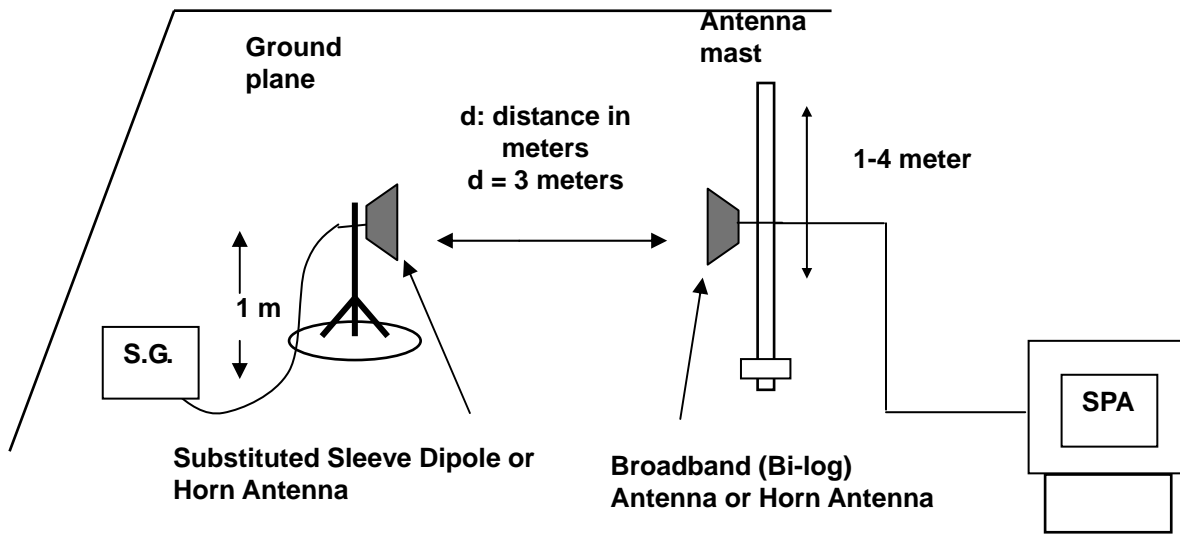 Antenna
mast
Ground
plane
d: distance in
meters
d = 3 meters
1-4 meter
1 m
S.G.
SPA
Substituted Sleeve Dipole or
Horn Antenna
Broadband (Bi-log)
Antenna or Horn Antenna